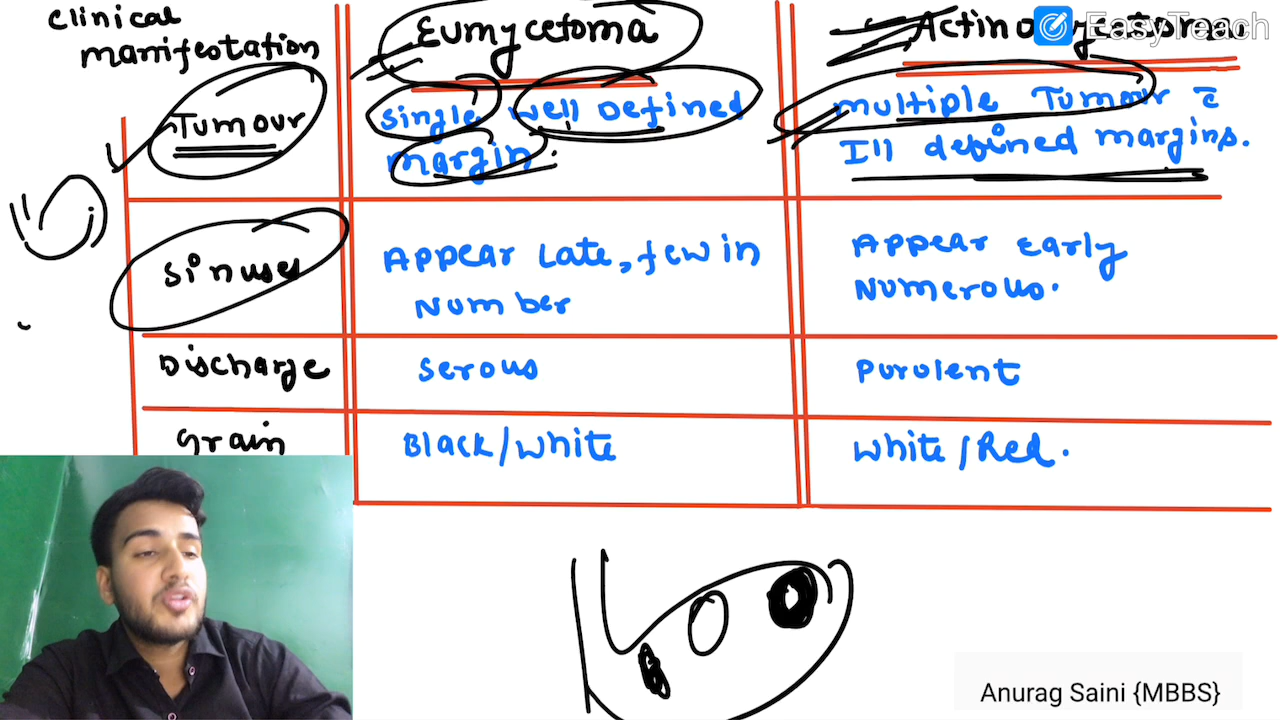 Clinical
manifestation
Eumycetoma
EasyTeach
Tumour
Single well Defined
margin.
multiple Tumour c̄
Ill defined margins.
Sinuses
Appear Late, few in
Number
Appear Early
Numerous.
Discharge
Serous
Purulent
Grain
Black/White
White/Red.
Anurag Saini {MBBS}